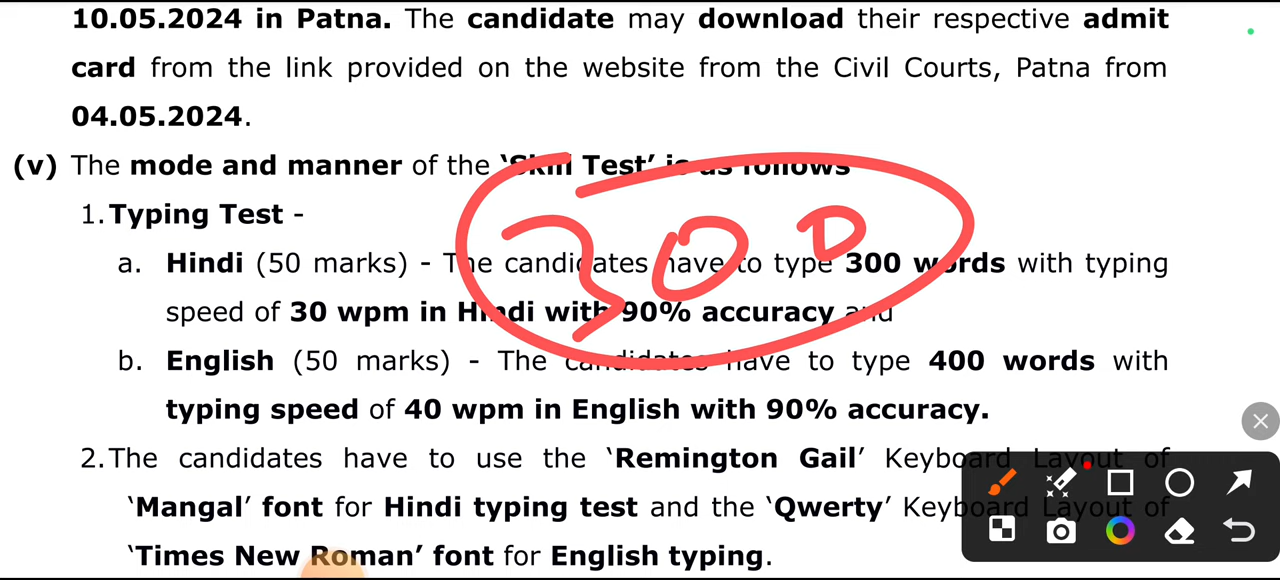 10.05.2024 in Patna. The candidate may download their respective admit
card from the link provided on the website from the Civil Courts, Patna from
04.05.2024.
(v) The mode and manner of the ‘Skill Test’ is as follows
1. Typing Test -
a. Hindi (50 marks) - The candidates have to type 300 words with typing
speed of 30 wpm in Hindi with 90% accuracy and
300
b. English (50 marks) - The candidates have to type 400 words with
typing speed of 40 wpm in English with 90% accuracy.
2. The candidates have to use the ‘Remington Gail’ Keyboard Layout of
‘Mangal’ font for Hindi typing test and the ‘Qwerty’ Keyboard Layout of
‘Times New Roman’ font for English typing.